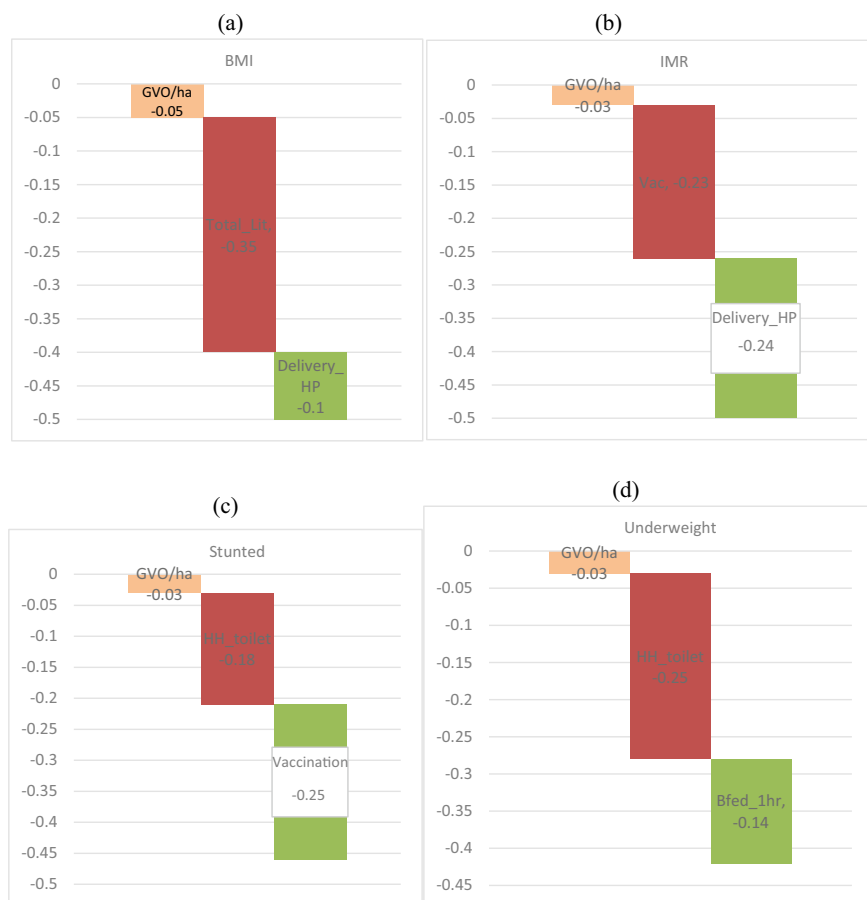 (a)
BMI
0
-0.05
-0.1
-0.15
-0.2
-0.25
-0.3
-0.35
-0.4
-0.45
-0.5
GVO/ha
-0.05
Total_Lit,
-0.35
Delivery_
HP
-0.1
(b)
IMR
0
-0.05
-0.1
-0.15
-0.2
-0.25
-0.3
-0.35
-0.4
-0.45
-0.5
GVO/ha
-0.03
Vac, -0.23
Delivery_HP
-0.24
(c)
Stunted
0
-0.05
-0.1
-0.15
-0.2
-0.25
-0.3
-0.35
-0.4
-0.45
-0.5
GVO/ha
-0.03
HH_toilet
-0.18
Vaccination
-0.25
(d)
Underweight
0
-0.05
-0.1
-0.15
-0.2
-0.25
-0.3
-0.35
-0.4
-0.45
GVO/ha
-0.03
HH_toilet
-0.25
Bfed_1hr,
-0.14